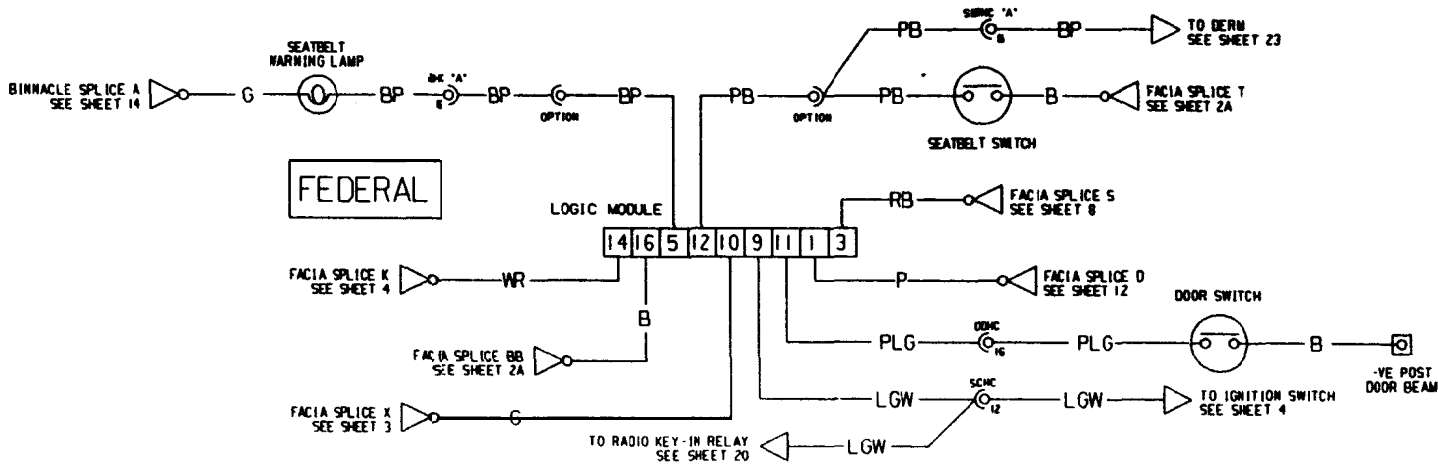 SEATBELT
WARNING LAMP
BINNACLE SPLICE A
SEE SHEET 14
G
BP
"A"
BP
OPTION
BP
PB
OPTION
PB
"A"
BP
TO DERM
SEE SHEET 23
PB
SEATBELT SWITCH
B
FACIA SPLICE T
SEE SHEET 2A
FEDERAL
LOGIC MODULE
RB
FACIA SPLICE S
SEE SHEET 8
14 16 5 12 10 9 11 1 3
FACIA SPLICE K
SEE SHEET 4
WR
P
FACIA SPLICE D
SEE SHEET 12
B
DOOR SWITCH
FACIA SPLICE BB
SEE SHEET 2A
PLG
16
PLG
B
-VE POST
DOOR BEAM
FACIA SPLICE X
SEE SHEET 3
G
LGW
SCHC
12
LGW
TO IGNITION SWITCH
SEE SHEET 4
TO RADIO KEY-IN RELAY
SEE SHEET 20
LGW